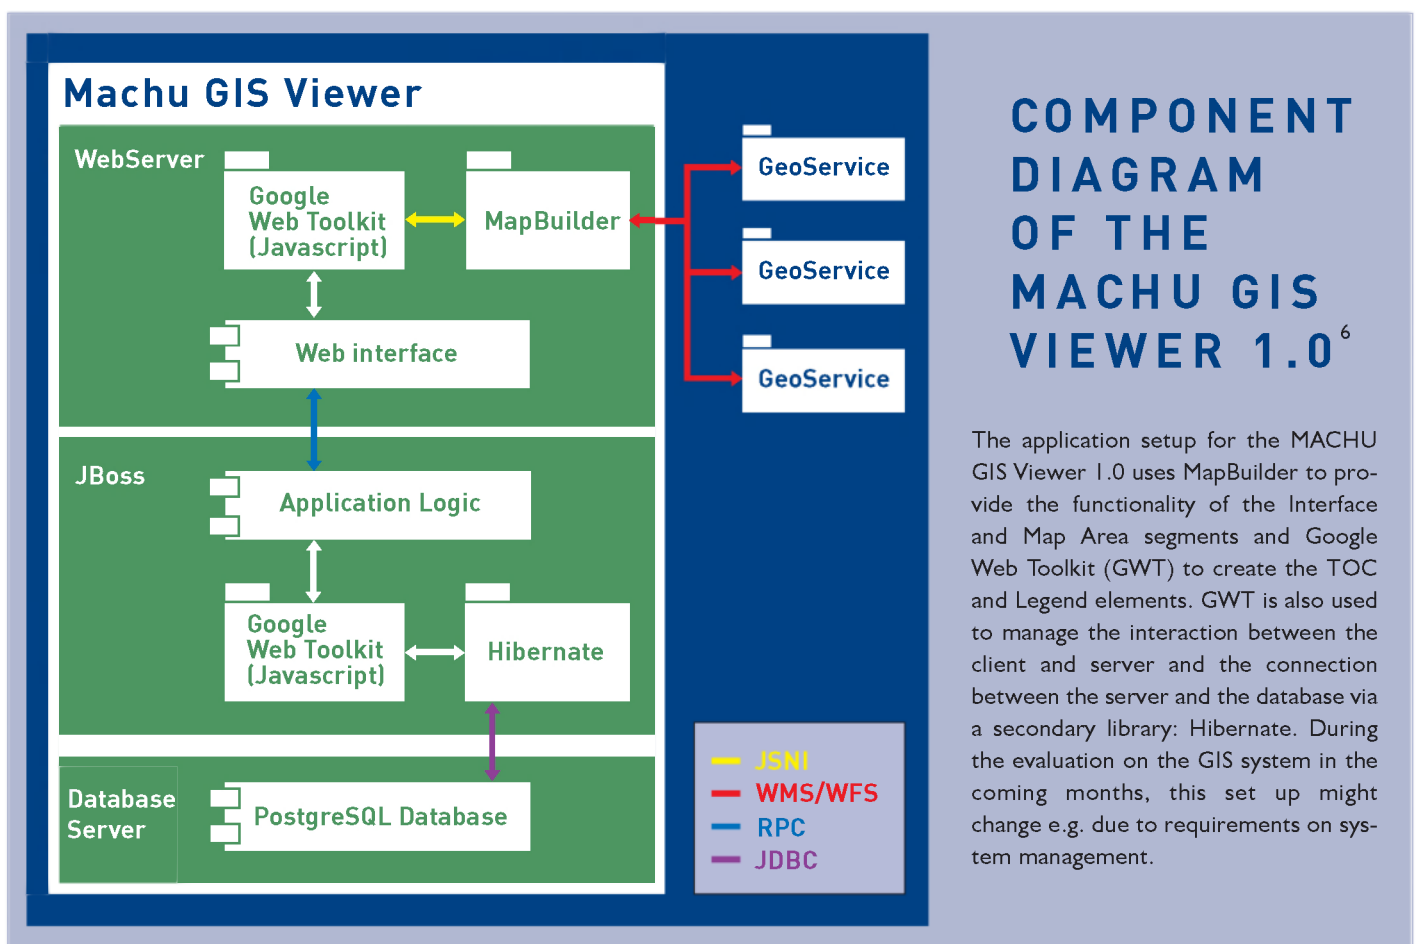 Machu GIS Viewer
WebServer
Google
Web Toolkit
(Javascript)
MapBuilder
Web interface
GeoService
GeoService
GeoService
JBoss
Application Logic
Google
Web Toolkit
(Javascript)
Hibernate
Database
Server
PostgreSQL Database
JSNI
WMS/WFS
RPC
JDBC
COMPONENT
DIAGRAM
OF THE
MACHU GIS
VIEWER 1.0⁶
The application setup for the MACHU
GIS Viewer 1.0 uses MapBuilder to pro-
vide the functionality of the Interface
and Map Area segments and Google
Web Toolkit (GWT) to create the TOC
and Legend elements. GWT is also used
to manage the interaction between the
client and server and the connection
between the server and the database via
a secondary library: Hibernate. During
the evaluation on the GIS system in the
coming months, this set up might
change e.g. due to requirements on sys-
tem management.